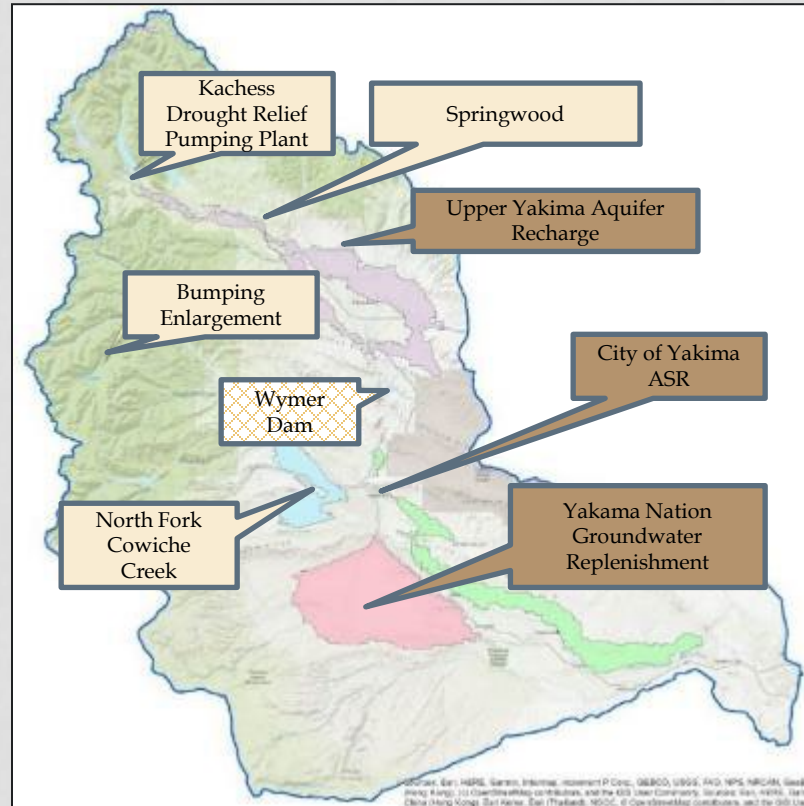 Kachess
Drought Relief
Pumping Plant
Springwood
Upper Yakima Aquifer
Recharge
Bumping
Enlargement
City of Yakima
ASR
Wymer
Dam
North Fork
Cowiche
Creek
Yakama Nation
Groundwater
Replenishment